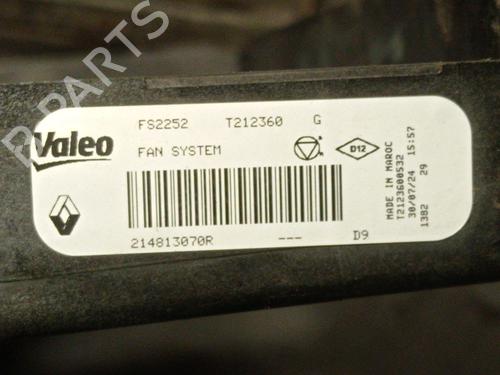 B-PARTS
Valeo
FS2252 T212360 G
FAN SYSTEM
D12
214813070R --- D9
MADE IN MAROC
T2123600532
30/07/24 15:57
1382 29